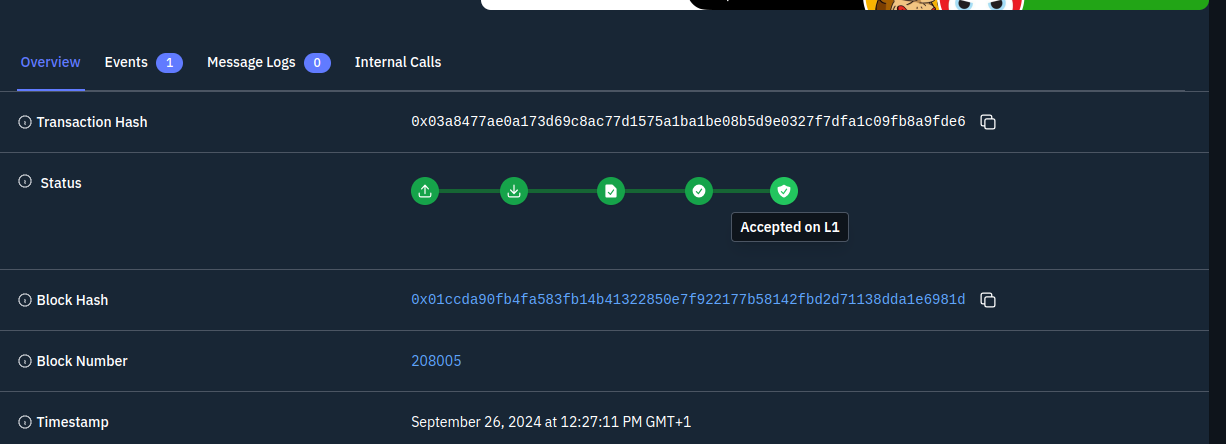 Overview Events 1 Message Logs 0 Internal Calls
Transaction Hash 0x03a8477ae0a173d69c8ac77d1575a1ba1be08b5d9e0327f7dfa1c09fb8a9fde6
Status
Accepted on L1
Block Hash 0x01ccda90fb4fa583fb14b41322850e7f922177b58142fbd2d71138dda1e6981d
Block Number 208005
Timestamp September 26, 2024 at 12:27:11 PM GMT+1